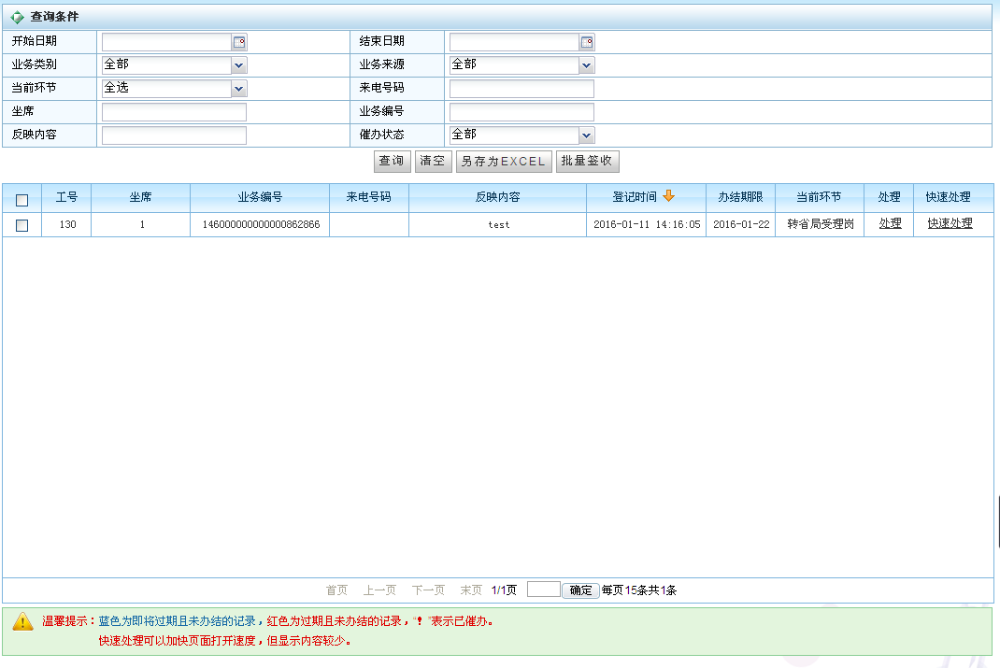 查询条件
开始日期 结束日期
业务类别 全部 业务来源 全部
当前环节 全选 来电号码
坐席 业务编号
反映内容 催办状态 全部
查询 清空 另存为EXCEL 批量签收
工号 坐席 业务编号 来电号码 反映内容 登记时间 办结期限 当前环节 处理 快速处理
130 1 146000000000000862866 test 2016-01-11 14:16:05 2016-01-22 转省局受理岗 处理 快速处理
首页 上一页 下一页 末页 1/1页 确定 每页15条共1条
温馨提示：蓝色为即将过期且未办结的记录，红色为过期且未办结的记录，“！”表示已催办。
快速处理可以加快页面打开速度，但显示内容较少。